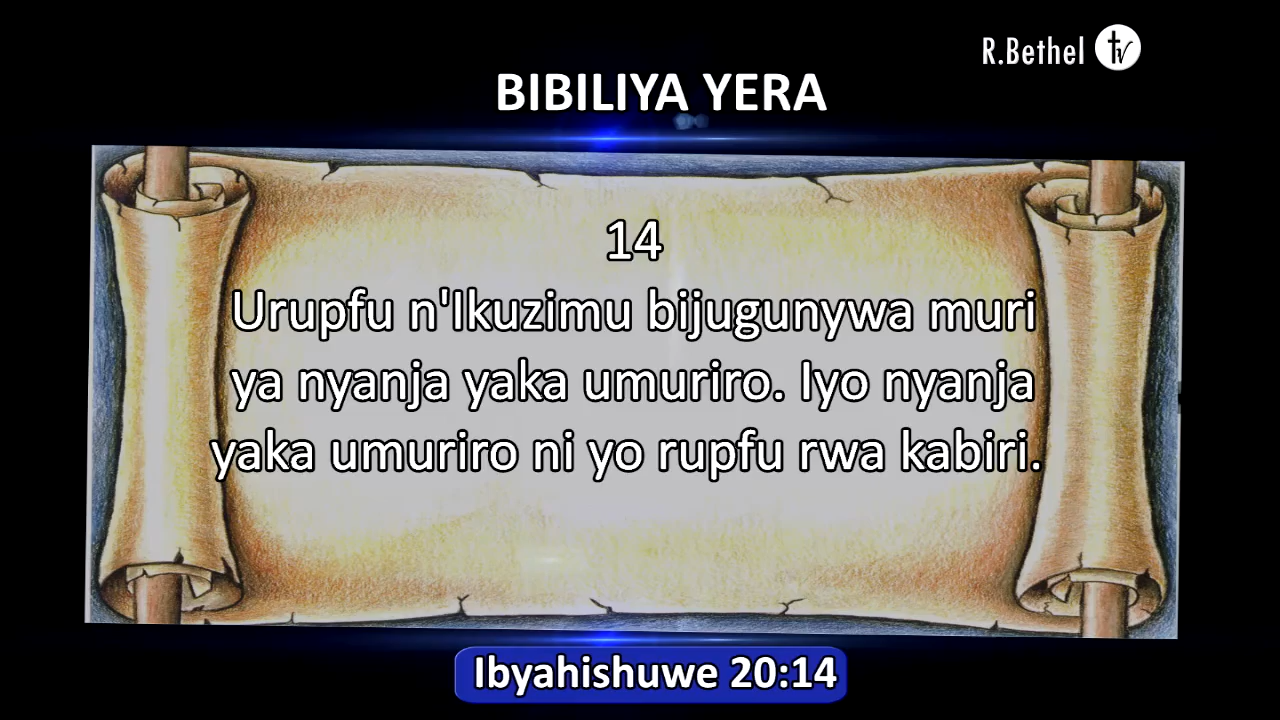 R.Bethel tv
BIBILIYA YERA
14
Urupfu n'Ikuzimu bijugunywa muri
ya nyanja yaka umuriro. Iyo nyanja
yaka umuriro ni yo rupfu rwa kabiri.
Ibyahishuwe 20:14